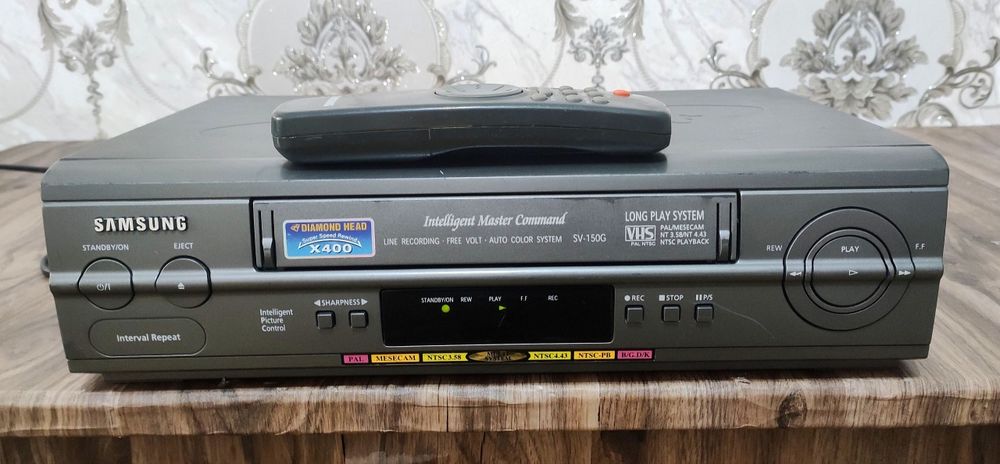 SAMSUNG
STANDBY/ON
EJECT
Interval Repeat
DIAMOND HEAD
Super Speed Rewind
X400
Intelligent Master Command
LINE RECORDING · FREE VOLT · AUTO COLOR SYSTEM SV-150G
LONG PLAY SYSTEM
VHS
PAL NTSC
PAL/MESECAM
NT 3.58/NT 4.43
NTSC PLAYBACK
REW
PLAY
F.F
Intelligent
Picture
Control
SHARPNESS
STANDBY/ON REW PLAY F.F REC
REC STOP P/S
PAL MESECAM NTSC3.58 SYSTEM NTSC4.43 NTSC-PB B/G.D/K